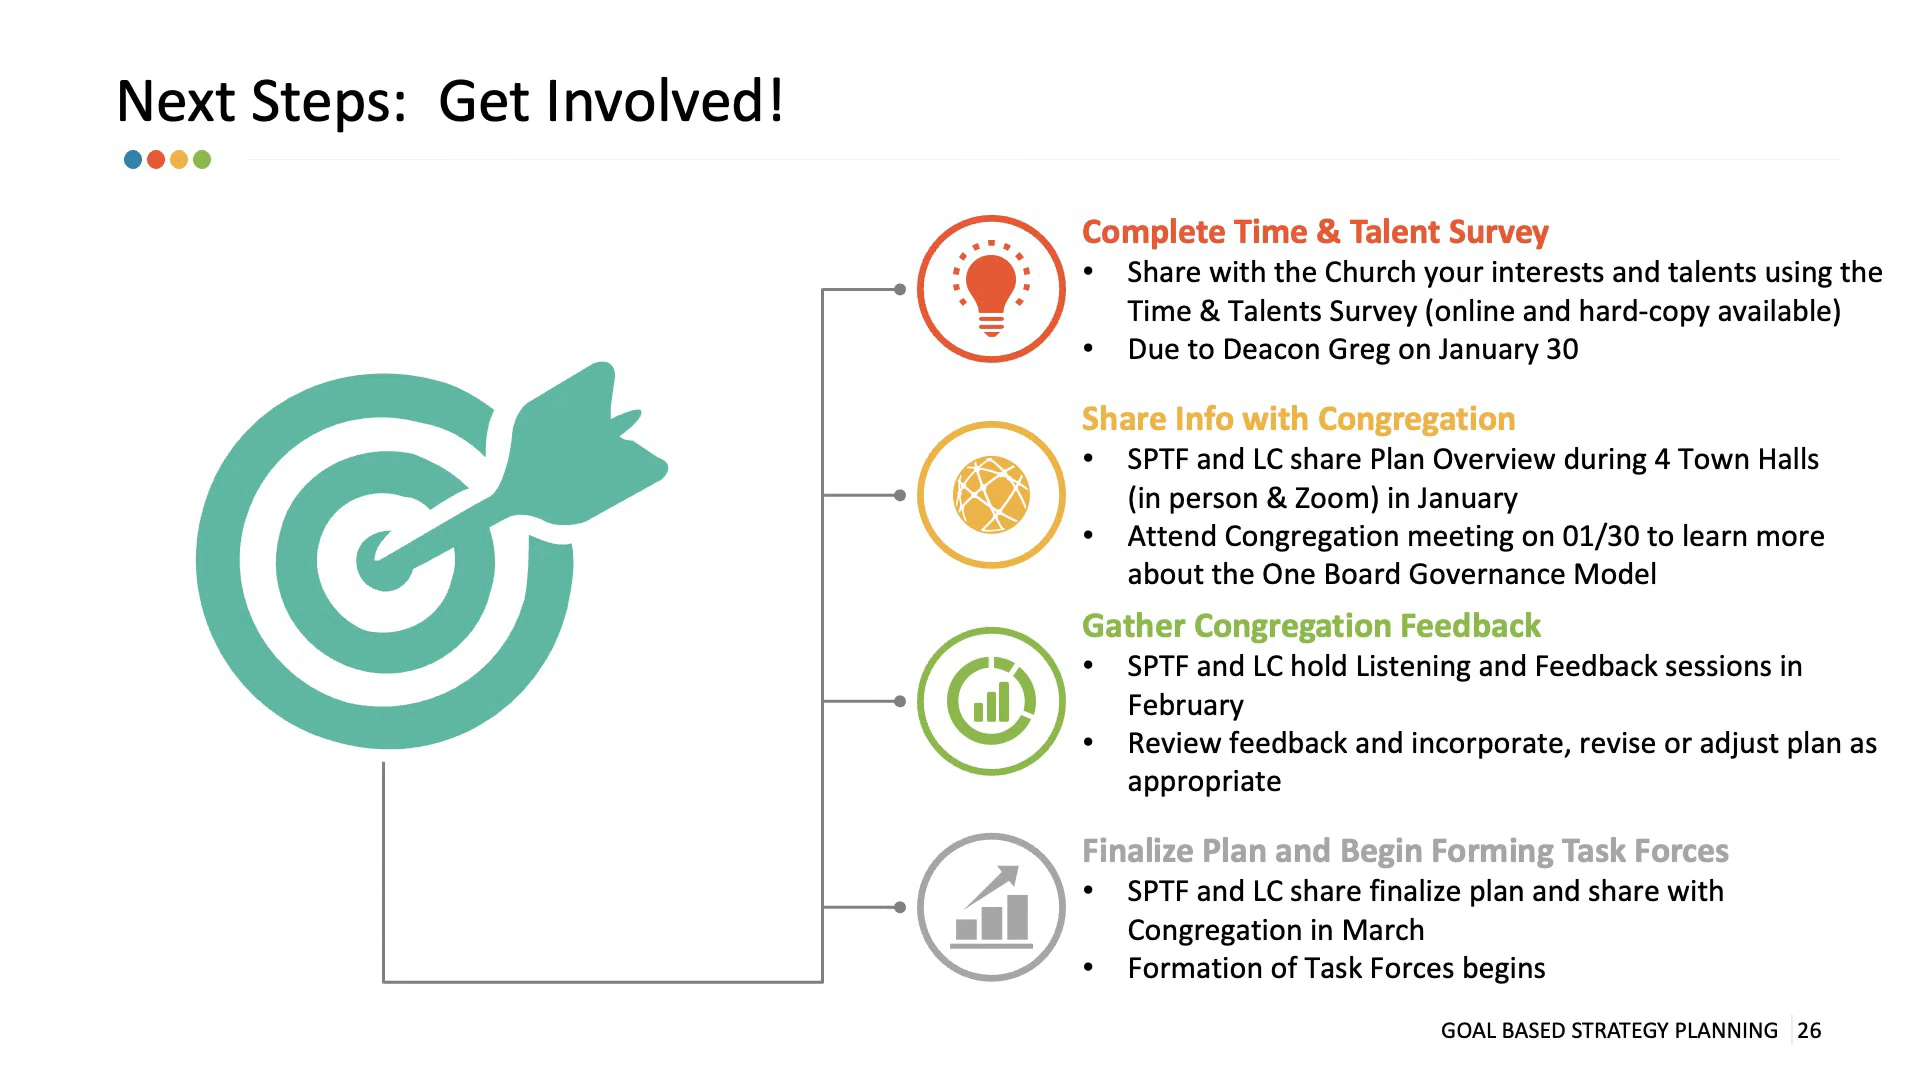 Next Steps:  Get Involved!
Complete Time & Talent Survey
• Share with the Church your interests and talents using the
Time & Talents Survey (online and hard-copy available)
• Due to Deacon Greg on January 30
Share Info with Congregation
• SPTF and LC share Plan Overview during 4 Town Halls
(in person & Zoom) in January
• Attend Congregation meeting on 01/30 to learn more
about the One Board Governance Model
Gather Congregation Feedback
• SPTF and LC hold Listening and Feedback sessions in
February
• Review feedback and incorporate, revise or adjust plan as
appropriate
Finalize Plan and Begin Forming Task Forces
• SPTF and LC share finalize plan and share with
Congregation in March
• Formation of Task Forces begins
GOAL BASED STRATEGY PLANNING 26